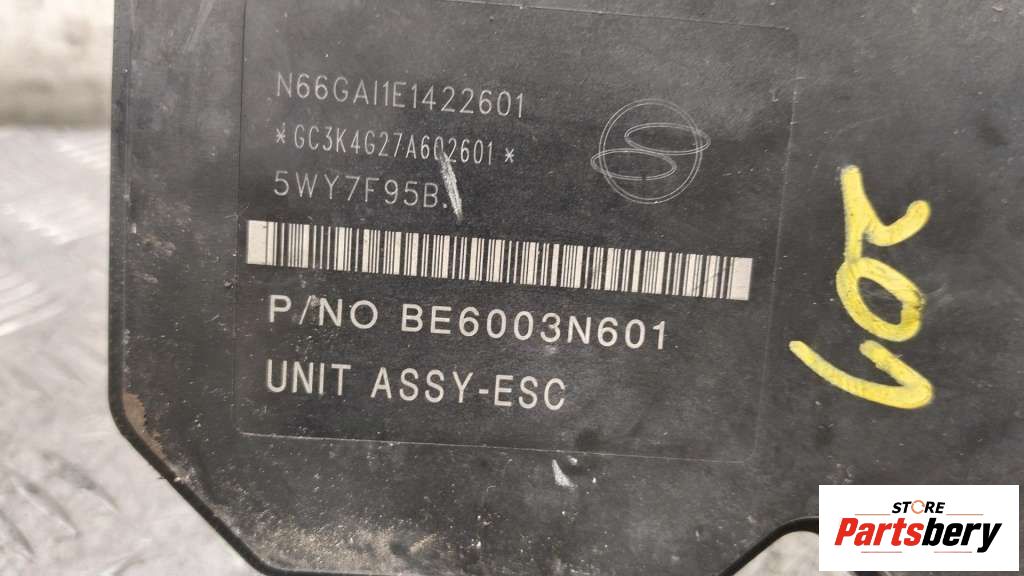 N66GAI1E1422601
*GC3K4G27A602601*
5WY7F95B.
P/NO BE6003N601
UNIT ASSY-ESC
STORE
Partsbery